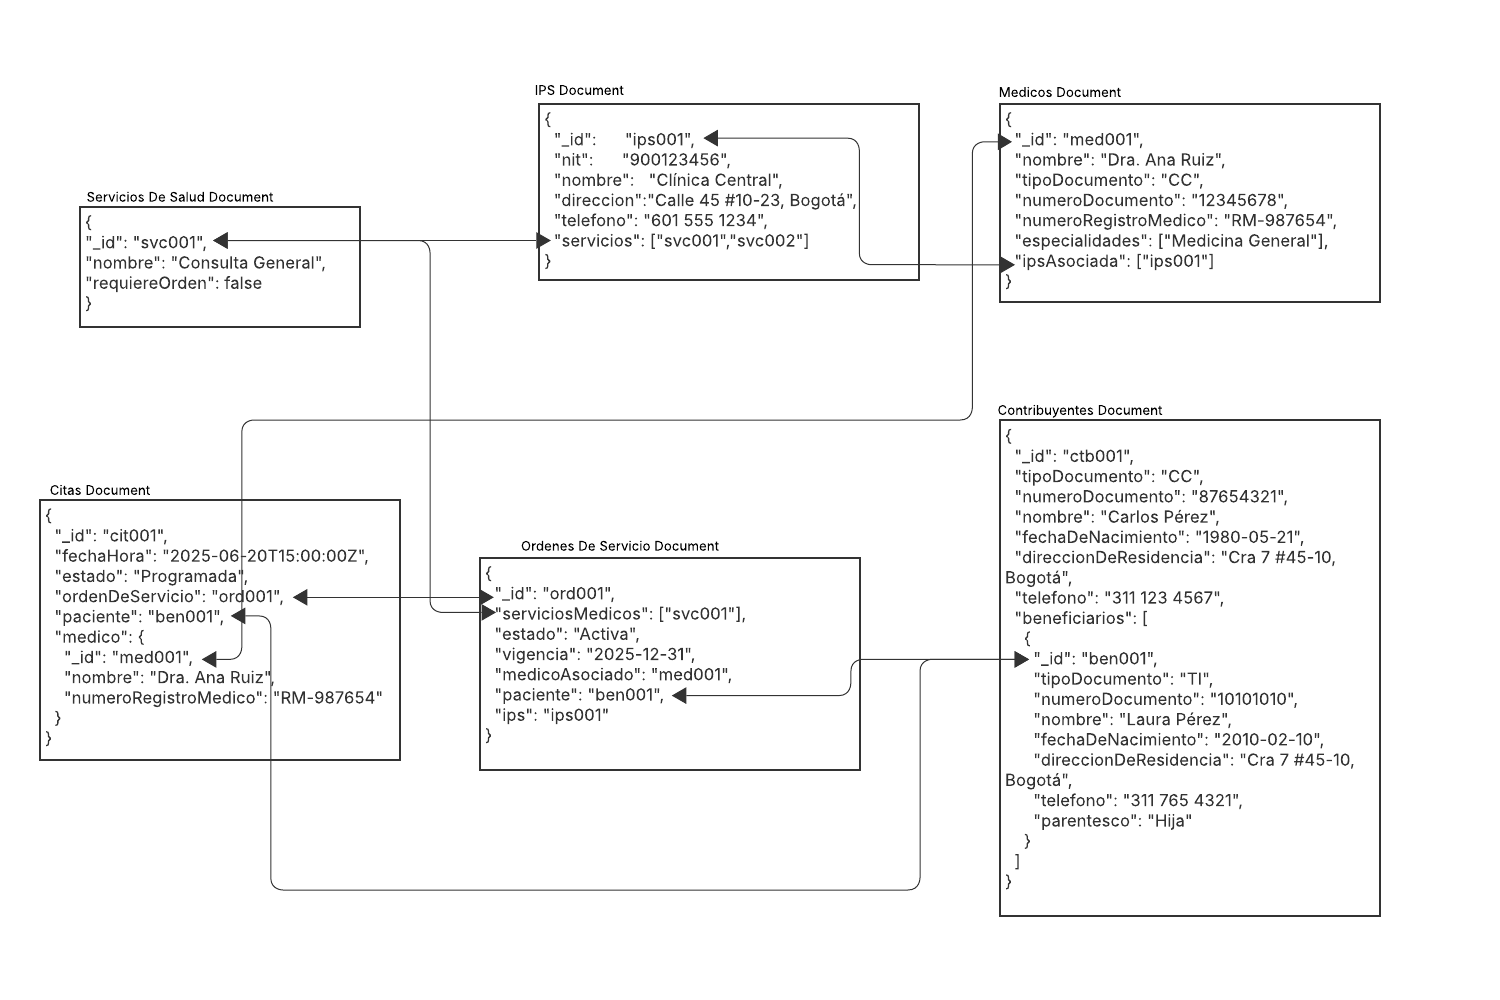 IPS Document
{
"_id": "ips001",
"nit": "900123456",
"nombre": "Clínica Central",
"direccion":"Calle 45 #10-23, Bogotá",
"telefono": "601 555 1234",
"servicios": ["svc001","svc002"]
}
Medicos Document
{
"_id": "med001",
"nombre": "Dra. Ana Ruiz",
"tipoDocumento": "CC",
"numeroDocumento": "12345678",
"numeroRegistroMedico": "RM-987654",
"especialidades": ["Medicina General"],
"ipsAsociada": ["ips001"]
}
Servicios De Salud Document
{
"_id": "svc001",
"nombre": "Consulta General",
"requiereOrden": false
}
Citas Document
{
"_id": "cit001",
"fechaHora": "2025-06-20T15:00:00Z",
"estado": "Programada",
"ordenDeServicio": "ord001",
"paciente": "ben001",
"medico": {
"_id": "med001",
"nombre": "Dra. Ana Ruiz",
"numeroRegistroMedico": "RM-987654"
}
}
Ordenes De Servicio Document
{
"_id": "ord001",
"serviciosMedicos": ["svc001"],
"estado": "Activa",
"vigencia": "2025-12-31",
"medicoAsociado": "med001",
"paciente": "ben001",
"ips": "ips001"
}
Contribuyentes Document
{
"_id": "ctb001",
"tipoDocumento": "CC",
"numeroDocumento": "87654321",
"nombre": "Carlos Pérez",
"fechaDeNacimiento": "1980-05-21",
"direccionDeResidencia": "Cra 7 #45-10,
Bogotá",
"telefono": "311 123 4567",
"beneficiarios": [
{
"_id": "ben001",
"tipoDocumento": "TI",
"numeroDocumento": "10101010",
"nombre": "Laura Pérez",
"fechaDeNacimiento": "2010-02-10",
"direccionDeResidencia": "Cra 7 #45-10,
Bogotá",
"telefono": "311 765 4321",
"parentesco": "Hija"
}
]
}